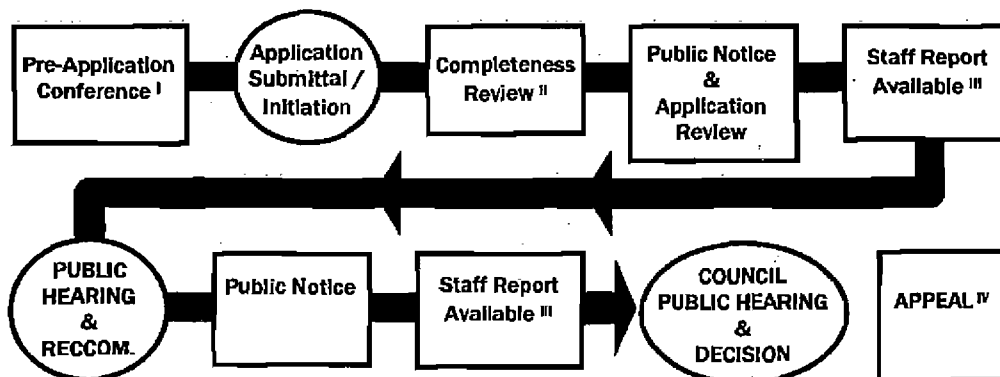 Pre-Application
Conference I
Application
Submittal /
Initiation
Completeness
Review II
Public Notice
&
Application
Review
Staff Report
Available III
PUBLIC
HEARING
&
RECCOM.
Public Notice
Staff Report
Available III
COUNCIL
PUBLIC HEARING
&
DECISION
APPEAL IV